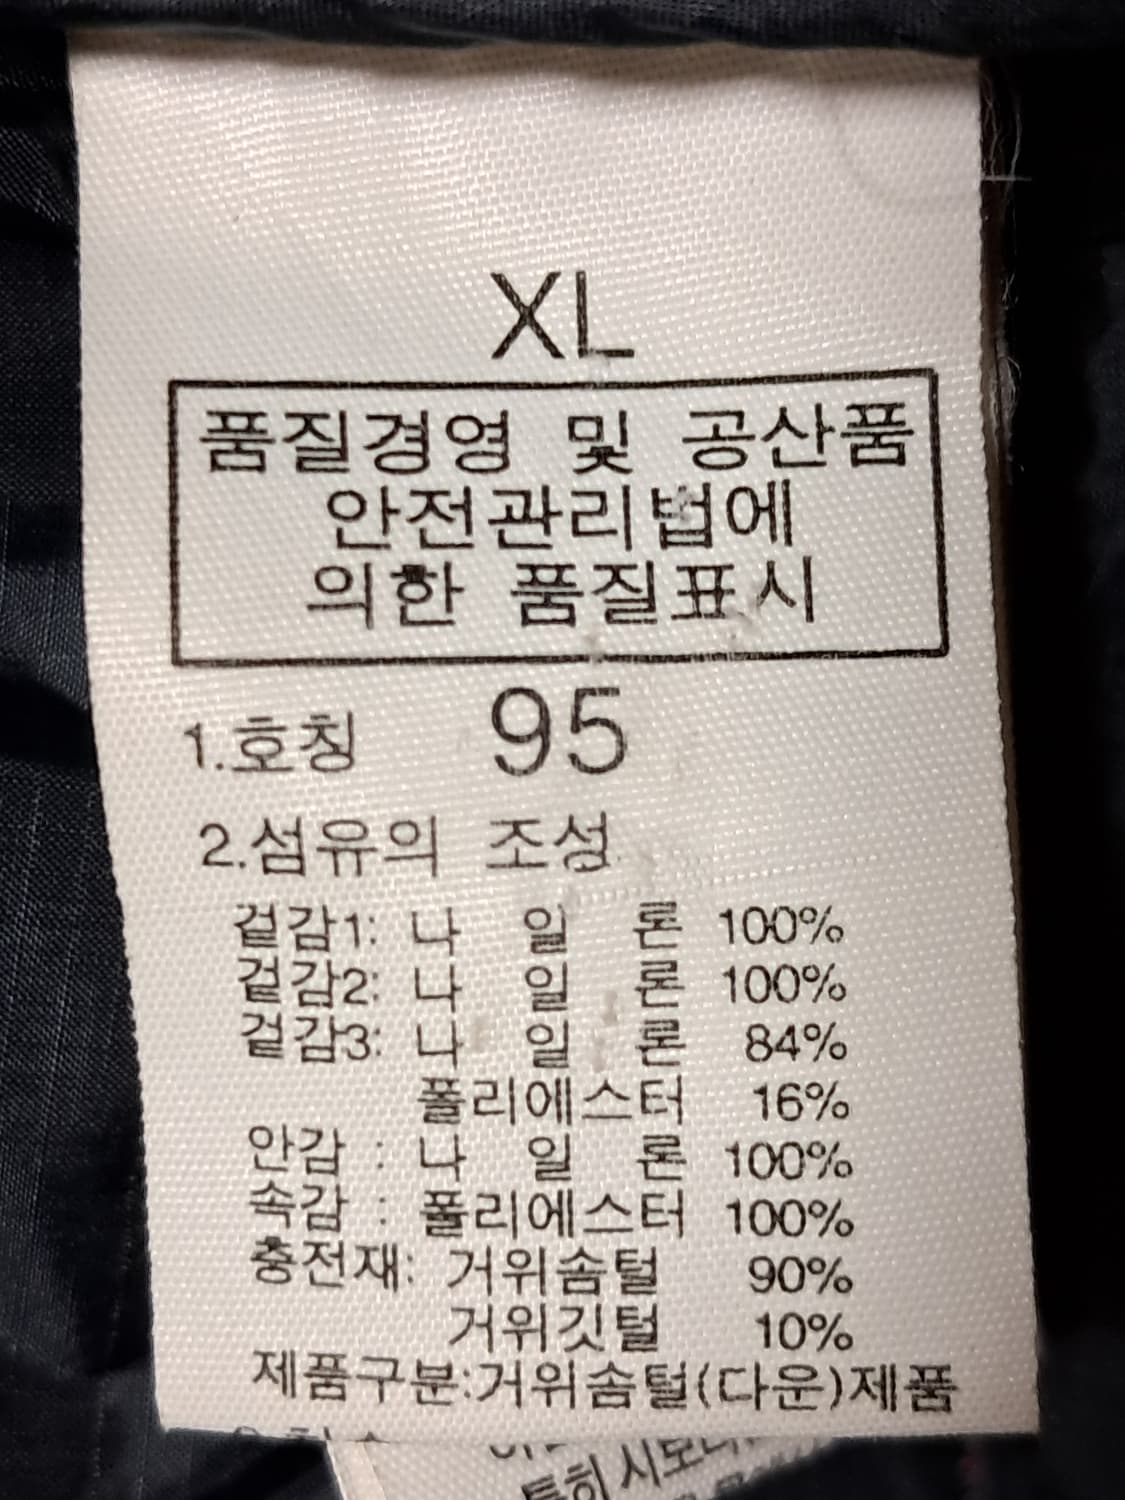 XL
품질경영 및 공산품
안전관리법에
의한 품질표시
1.호칭 95
2.섬유의 조성
겉감1: 나 일 론 100%
겉감2: 나 일 론 100%
겉감3: 나 일 론 84%
폴리에스터 16%
안감 : 나 일 론 100%
속감 : 폴리에스터 100%
충전재: 거위솜털 90%
거위깃털 10%
제품구분:거위솜털(다운)제품
특히